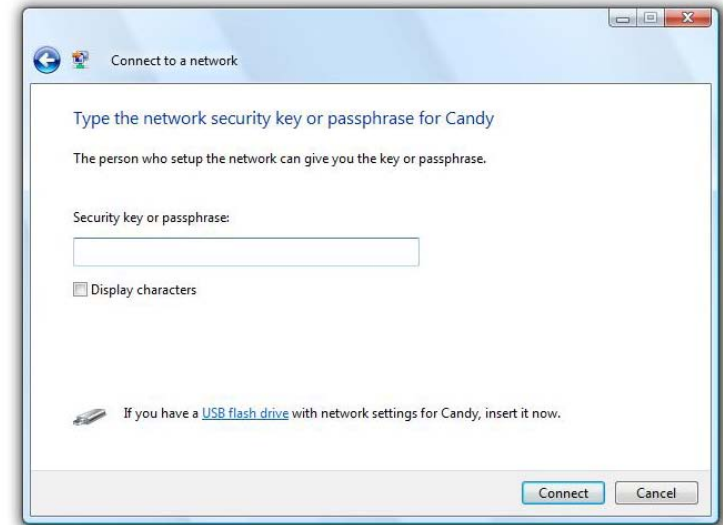 Connect to a network
Type the network security key or passphrase for Candy
The person who setup the network can give you the key or passphrase.
Security key or passphrase:
Display characters
If you have a USB flash drive with network settings for Candy, insert it now.
Connect Cancel